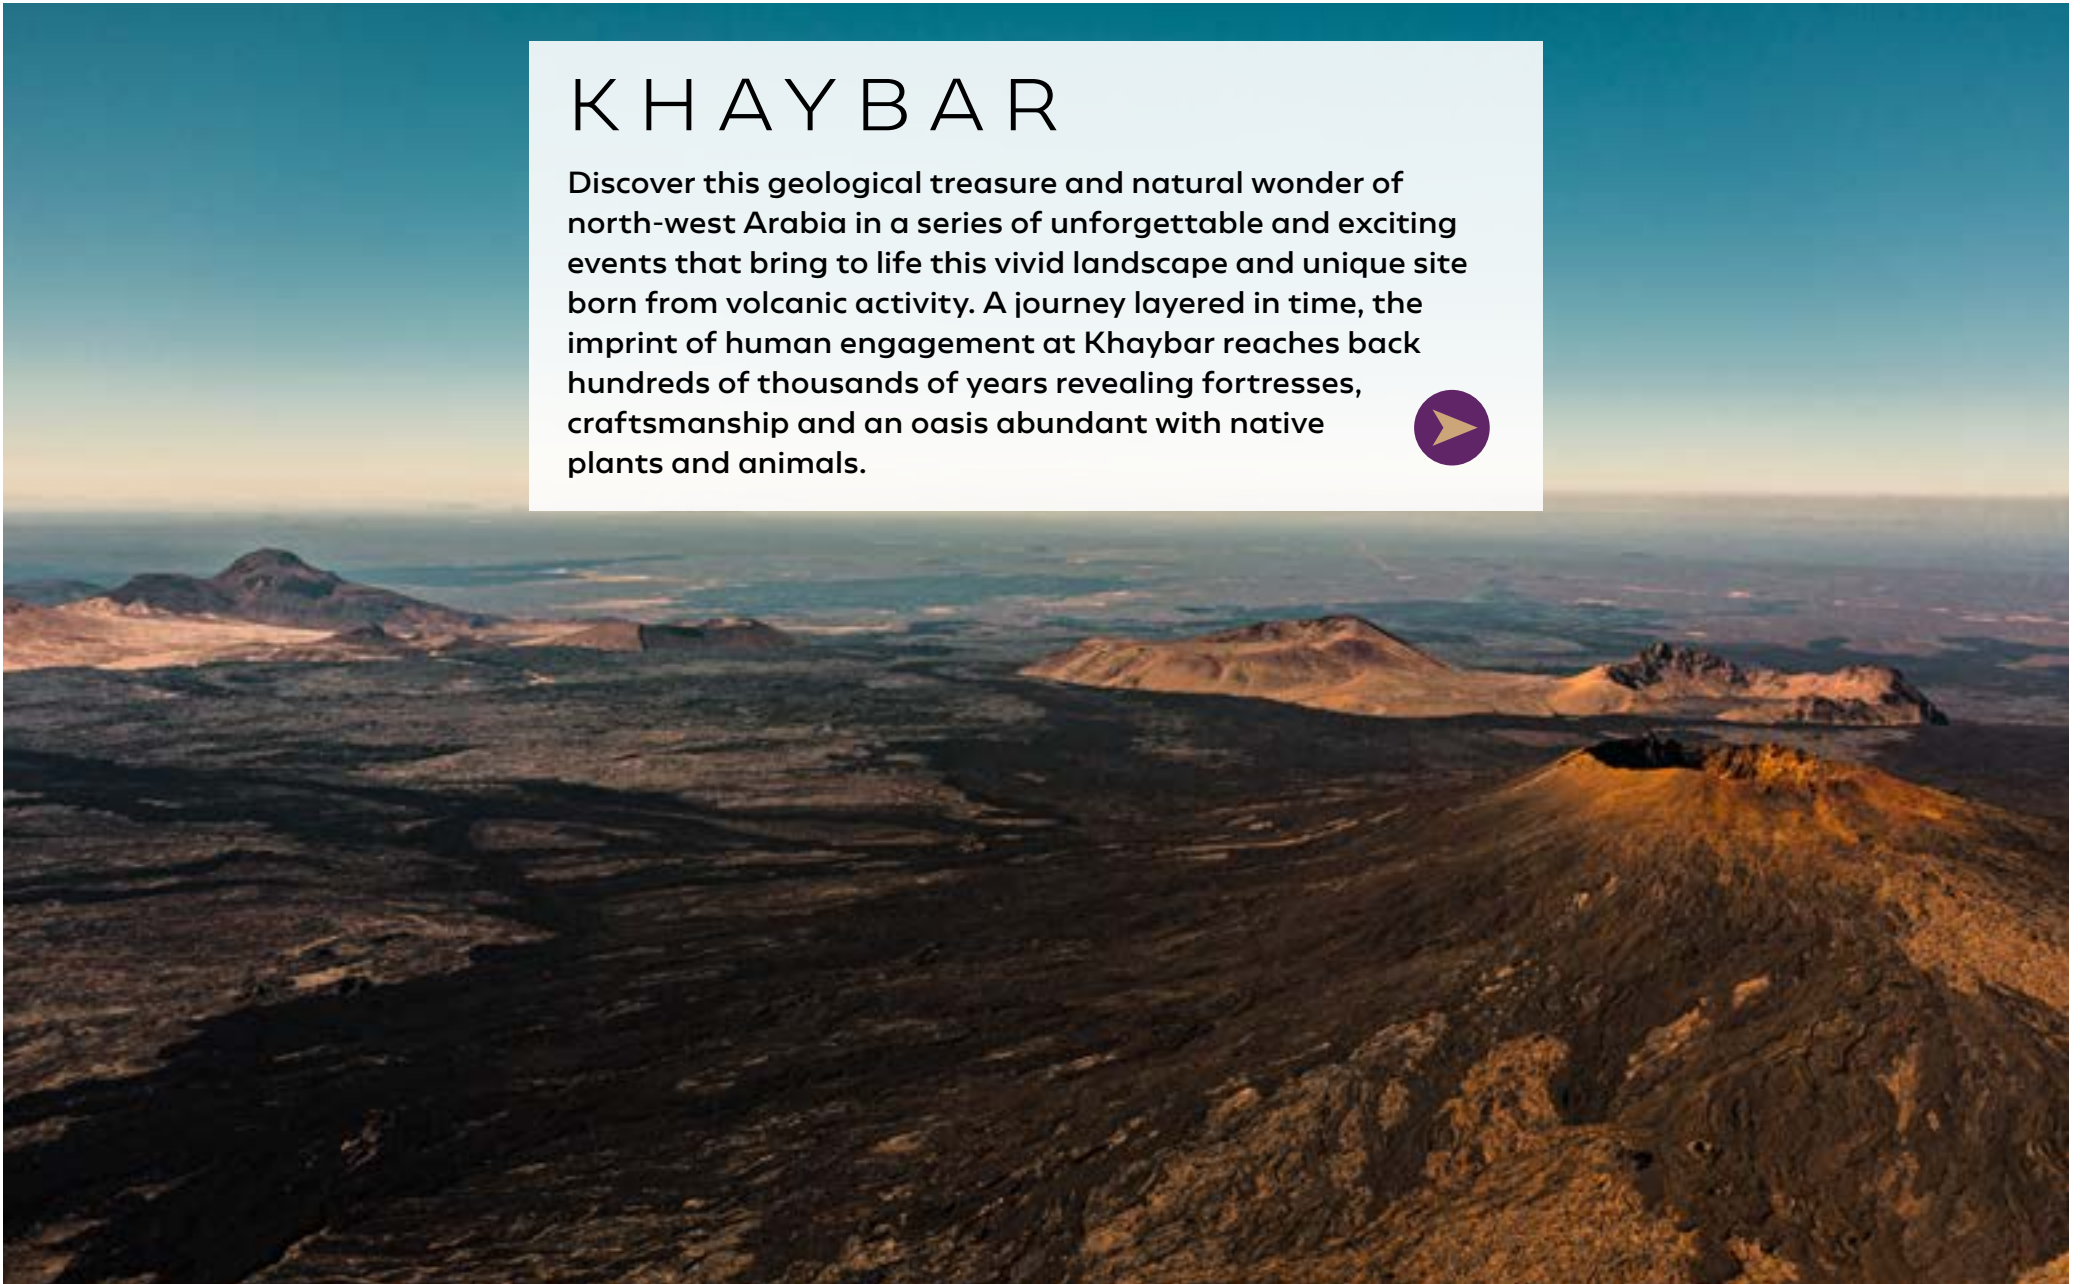 KHAYBAR
Discover this geological treasure and natural wonder of
north-west Arabia in a series of unforgettable and exciting
events that bring to life this vivid landscape and unique site
born from volcanic activity. A journey layered in time, the
imprint of human engagement at Khaybar reaches back
hundreds of thousands of years revealing fortresses,
craftsmanship and an oasis abundant with native
plants and animals.